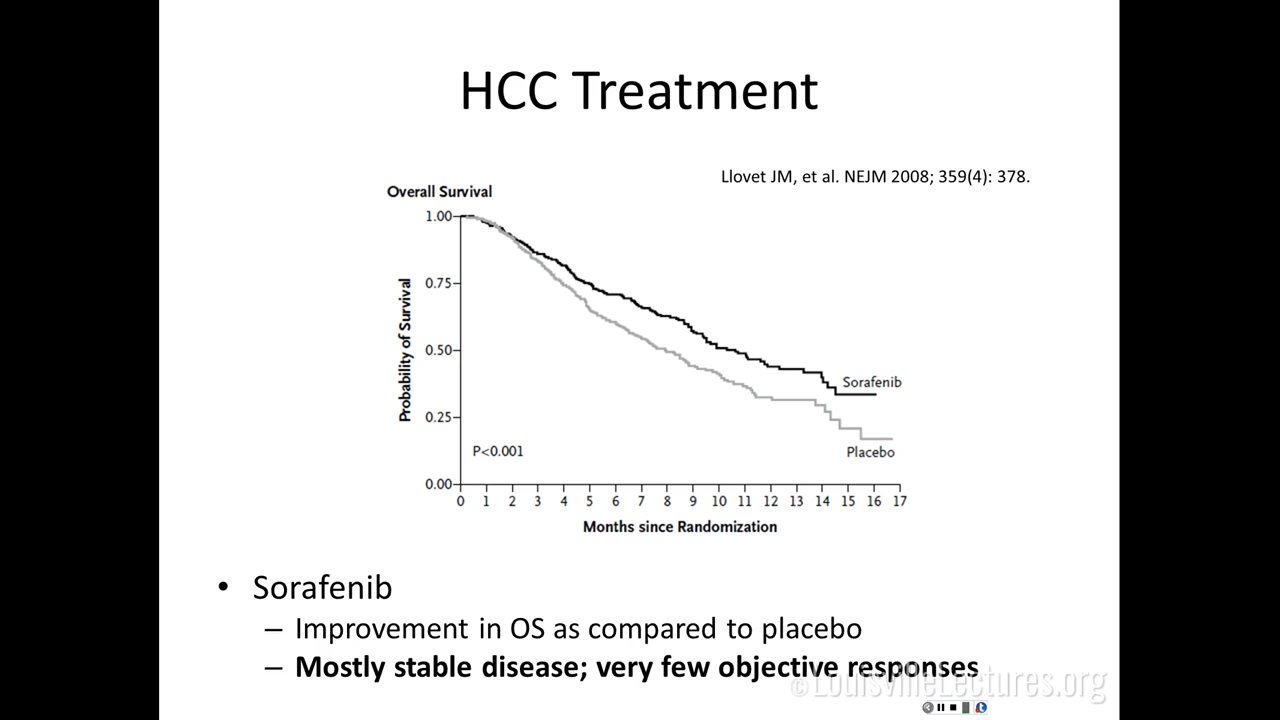 HCC Treatment
Llovet JM, et al. NEJM 2008; 359(4): 378.
Overall Survival
1.00
0.75
0.50
0.25
0.00
Probability of Survival
Sorafenib
Placebo
P<0.001
0 1 2 3 4 5 6 7 8 9 10 11 12 13 14 15 16 17
Months since Randomization
• Sorafenib
– Improvement in OS as compared to placebo
– Mostly stable disease; very few objective responses
©LouisvilleLectures.org